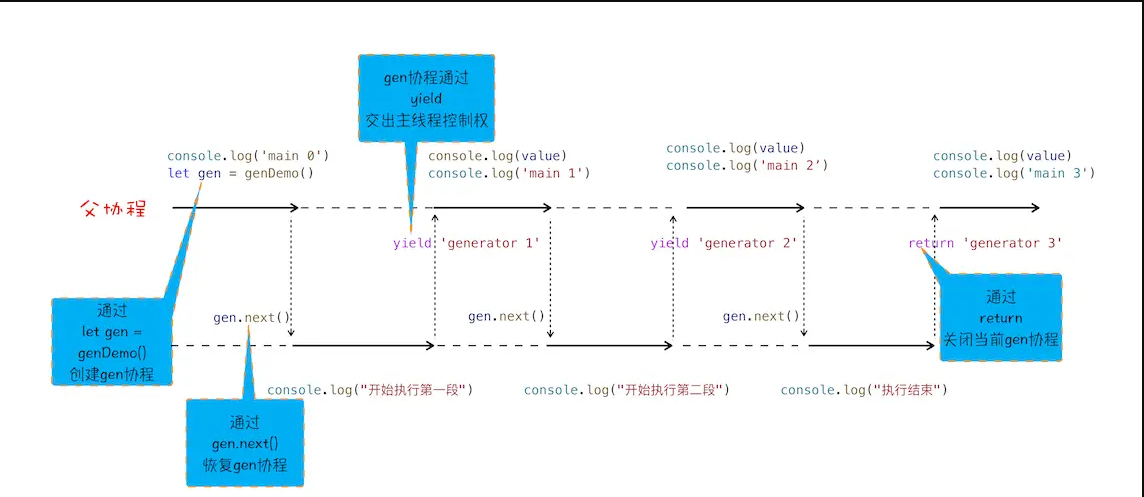 gen协程通过
yield
交出主线程控制权
console.log('main 0')
let gen = genDemo()
console.log(value)
console.log('main 1')
console.log(value)
console.log('main 2’)
console.log(value)
console.log('main 3')
父协程
yield 'generator 1'
yield 'generator 2'
return 'generator 3'
通过
let gen =
genDemo()
创建gen协程
gen.next()
gen.next()
gen.next()
通过
return
关闭当前gen协程
console.log("开始执行第一段")
console.log("开始执行第二段")
console.log("执行结束")
通过
gen.next()
恢复gen协程